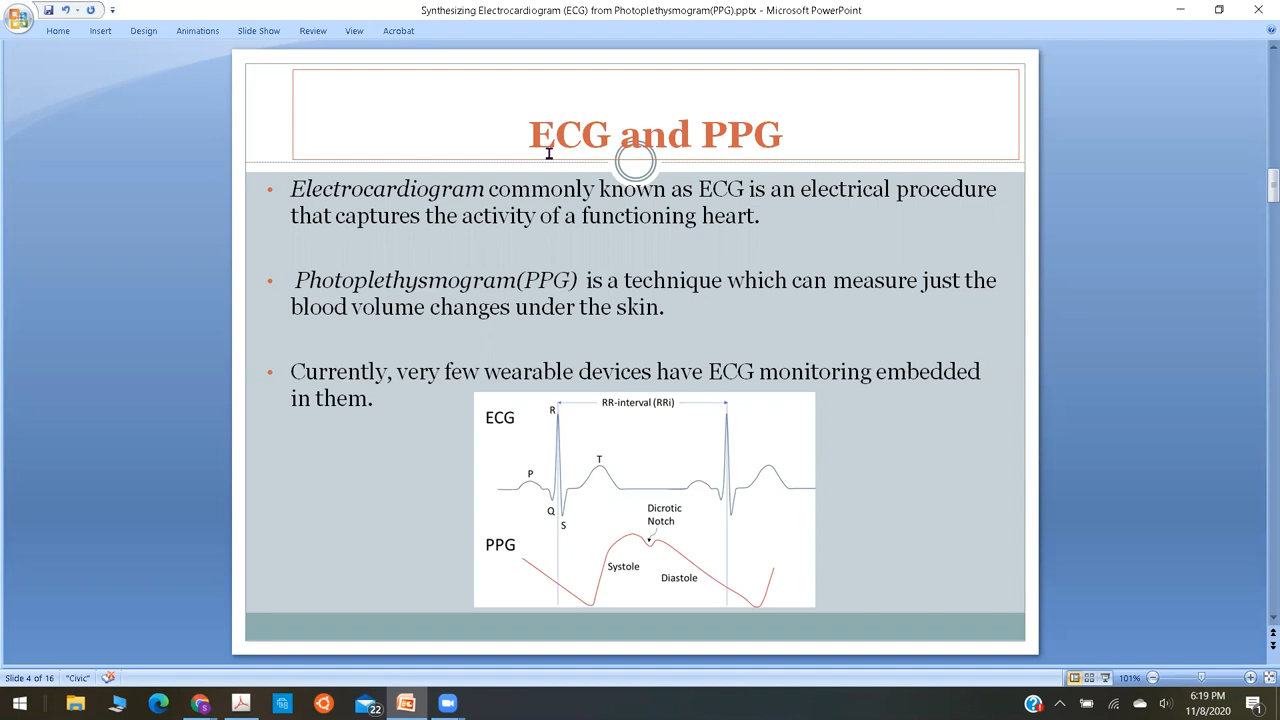 Synthesizing Electrocardiogram (ECG) from Photoplethysmogram(PPG).pptx - Microsoft PowerPoint
Home Insert Design Animations Slide Show Review View Acrobat
ECG and PPG
• Electrocardiogram commonly known as ECG is an electrical procedure
that captures the activity of a functioning heart.
• Photoplethysmogram(PPG) is a technique which can measure just the
blood volume changes under the skin.
• Currently, very few wearable devices have ECG monitoring embedded
in them.
RR-interval (RRi)
R
ECG
T
P
Q
S
Dicrotic
Notch
PPG
Systole
Diastole
Slide 4 of 16 "Civic" 101%
22
6:19 PM
11/8/2020